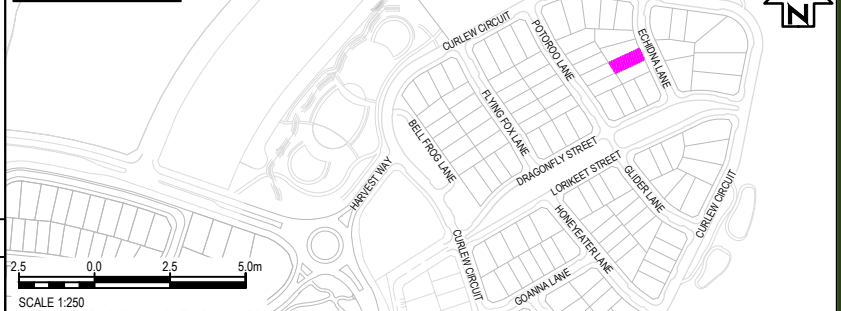 CURLEW CIRCUIT
POTOROO LANE
ECHIDNA LANE
N
FLYING FOX LANE
BELL FROG LANE
DRAGONFLY STREET
HARVEST WAY
LORIKEET STREET
GLIDER LANE
CURLEW CIRCUIT
HONEYEATER LANE
CURLEW CIRCUIT
GOANNA LANE
2.5 0.0 2.5 5.0m
SCALE 1:250